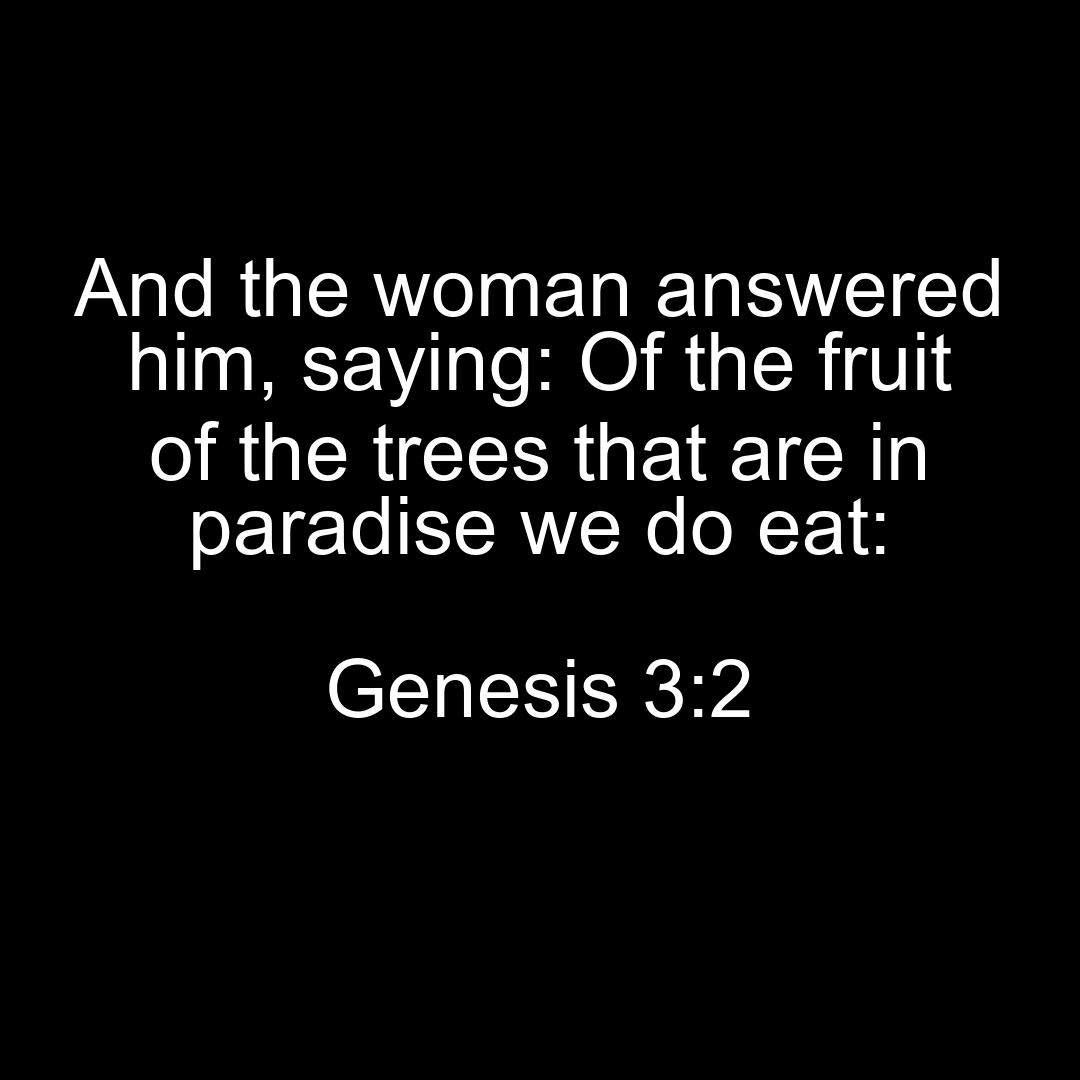 And the woman answered
him, saying: Of the fruit
of the trees that are in
paradise we do eat:
Genesis 3:2